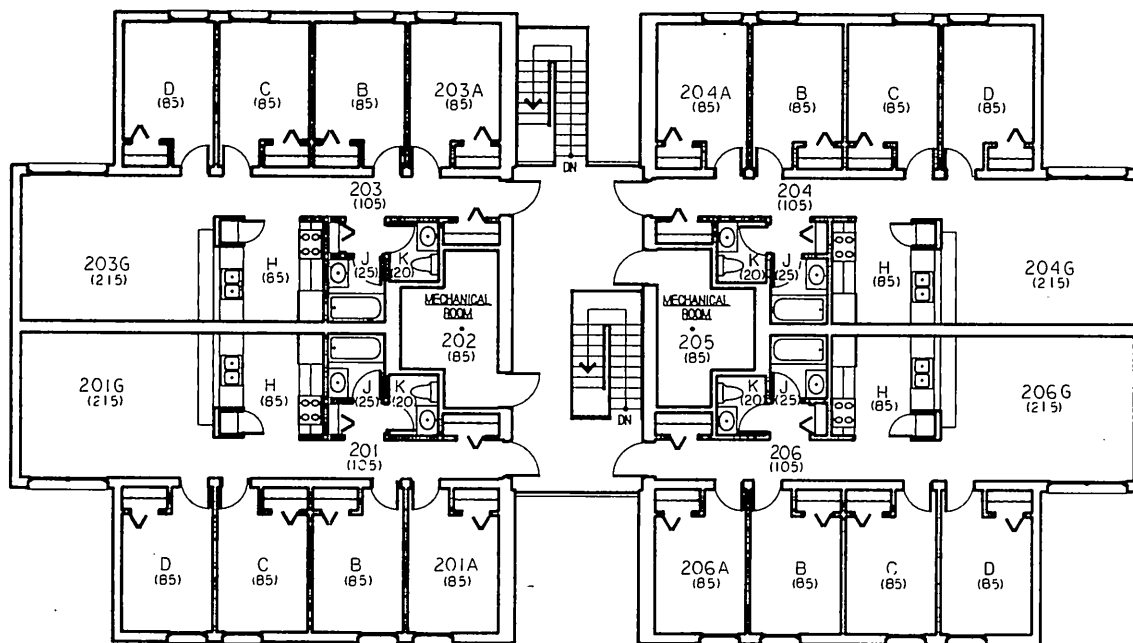 D
(85)
C
(85)
B
(85)
203A
(85)
204A
(85)
B
(85)
C
(85)
D
(85)
DN
203
(105)
204
(105)
203G
(215)
H
(85)
J
(25)
K
(20)
MECHANICAL
ROOM
202
(85)
MECHANICAL
ROOM
205
(85)
K
(20)
J
(25)
H
(85)
204G
(215)
201G
(215)
H
(85)
J
(25)
K
(20)
K
(20)
J
(25)
H
(85)
206G
(215)
DN
201
(105)
206
(105)
D
(85)
C
(85)
B
(85)
201A
(85)
206A
(85)
B
(85)
C
(85)
D
(85)